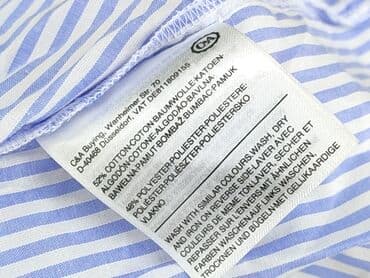 C&A
C&A Buying, Wanheimer Str. 70
D-40468 Düsseldorf, VAT DE811809155
52% COTTON-COTON-BAUMWOLLE-KATOEN-
ALGODÓN-COTONE-ALGODÃO-BAVLNA-
BAWEŁNA-PAMUT-BOMBAŽ-BUMBAC-PAMUK
48% POLYESTER-POLIESTER-POLIESTERE-
POLIÉSTER-POLIÉSZTER-POLYESTER
VLAKNO
WASH WITH SIMILAR COLOURS-WASH, DRY
AND IRON ON REVERSE SIDE-LAVER AVEC
COULEURS SIMILAIRES-LAVER, SECHER ET
REPASSER SUR L'ENVERS-MIT ÄHNLICHEN
FARBEN WASCHEN-AUF LINKS WASCHEN,
TROCKNEN UND BÜGELN-MET GELIJKAARDIGE